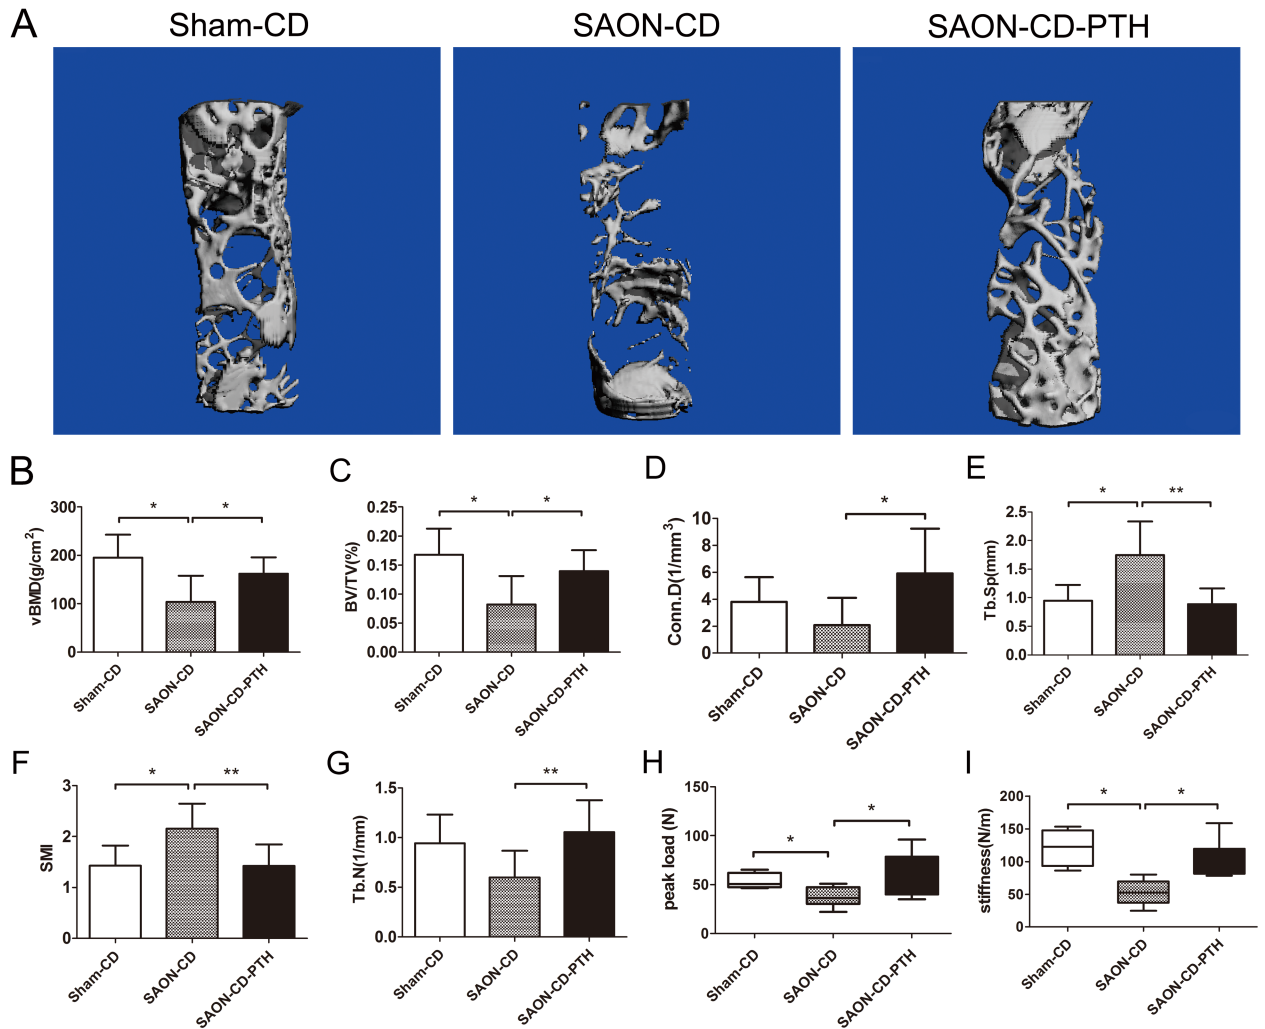 A
Sham-CD
SAON-CD
SAON-CD-PTH
B
vBMD(g/cm2)
300
200
100
0
* *
Sham-CD
SAON-CD
SAON-CD-PTH
C
BV/TV(%)
0.25
0.20
0.15
0.10
0.05
0.00
* *
Sham-CD
SAON-CD
SAON-CD-PTH
D
Conn.D(1/mm3)
10
8
6
4
2
0
*
Sham-CD
SAON-CD
SAON-CD-PTH
E
Tb.Sp(mm)
2.5
2.0
1.5
1.0
0.5
0.0
* **
Sham-CD
SAON-CD
SAON-CD-PTH
F
SMI
3
2
1
0
* **
Sham-CD
SAON-CD
SAON-CD-PTH
G
Tb.N(1/mm)
1.5
1.0
0.5
0.0
**
Sham-CD
SAON-CD
SAON-CD-PTH
H
peak load (N)
150
100
50
0
* *
Sham-CD
SAON-CD
SAON-CD-PTH
I
stiffness(N/m)
200
150
100
50
0
* *
Sham-CD
SAON-CD
SAON-CD-PTH